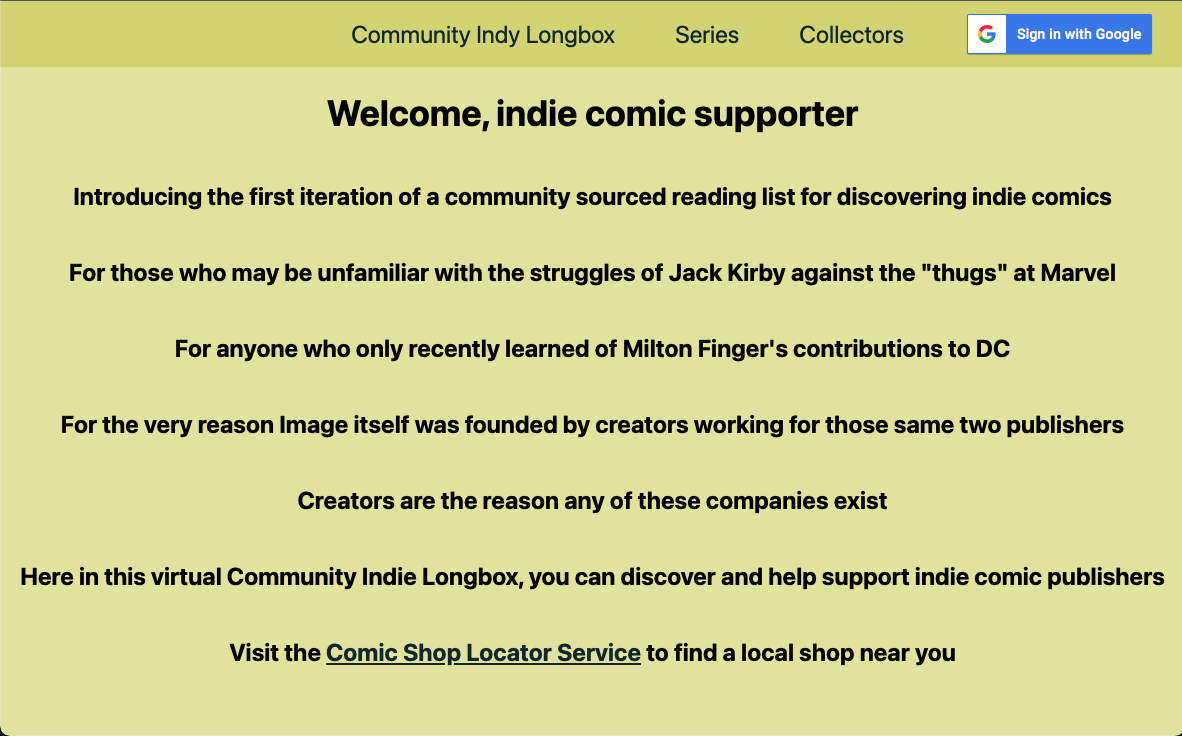 Community Indy Longbox Series Collectors Sign in with Google
Welcome, indie comic supporter
Introducing the first iteration of a community sourced reading list for discovering indie comics
For those who may be unfamiliar with the struggles of Jack Kirby against the "thugs" at Marvel
For anyone who only recently learned of Milton Finger's contributions to DC
For the very reason Image itself was founded by creators working for those same two publishers
Creators are the reason any of these companies exist
Here in this virtual Community Indie Longbox, you can discover and help support indie comic publishers
Visit the Comic Shop Locator Service to find a local shop near you